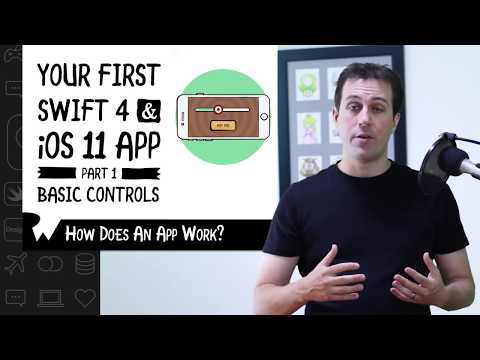 YOUR FIRST
SWIFT 4 &
iOS 11 APP
PART 1
BASIC CONTROLS
HOW DOES AN APP WORK?